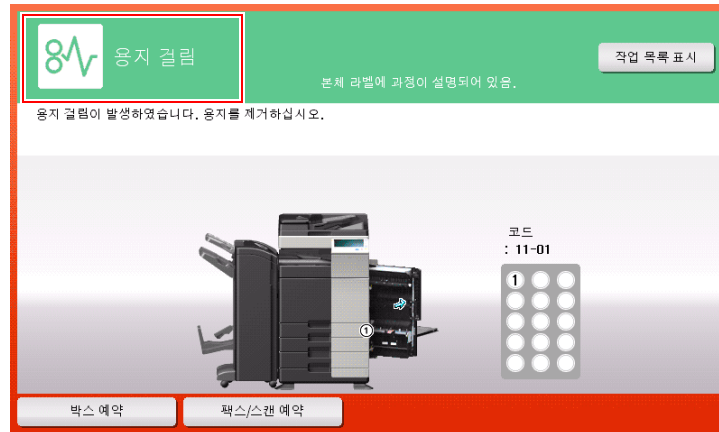 용지 걸림
작업 목록 표시
본체 라벨에 과정이 설명되어 있음.
용지 걸림이 발생하였습니다. 용지를 제거하십시오.
코드
: 11-01
1
①
박스 예약
팩스/스캔 예약